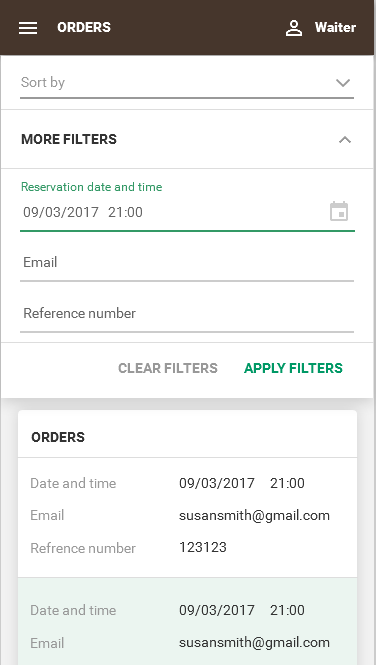 ORDERS Waiter
Sort by
MORE FILTERS
Reservation date and time
09/03/2017 21:00
Email
Reference number
CLEAR FILTERS APPLY FILTERS
ORDERS
Date and time 09/03/2017 21:00
Email susansmith@gmail.com
Refrence number 123123
Date and time 09/03/2017 21:00
Email susansmith@gmail.com